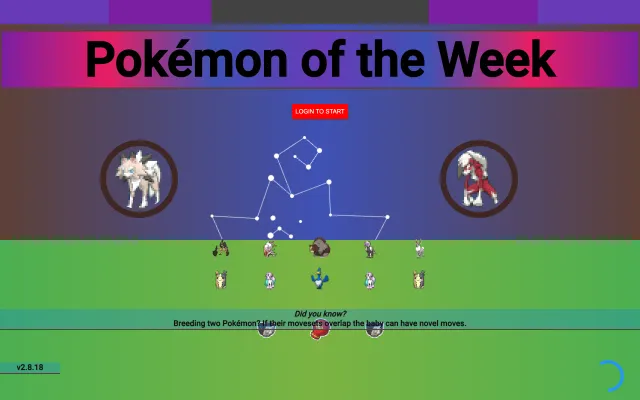 Pokémon of the Week
LOGIN TO START
Did you know?
Breeding two Pokémon? If their movesets overlap the baby can have novel moves.
v2.8.18